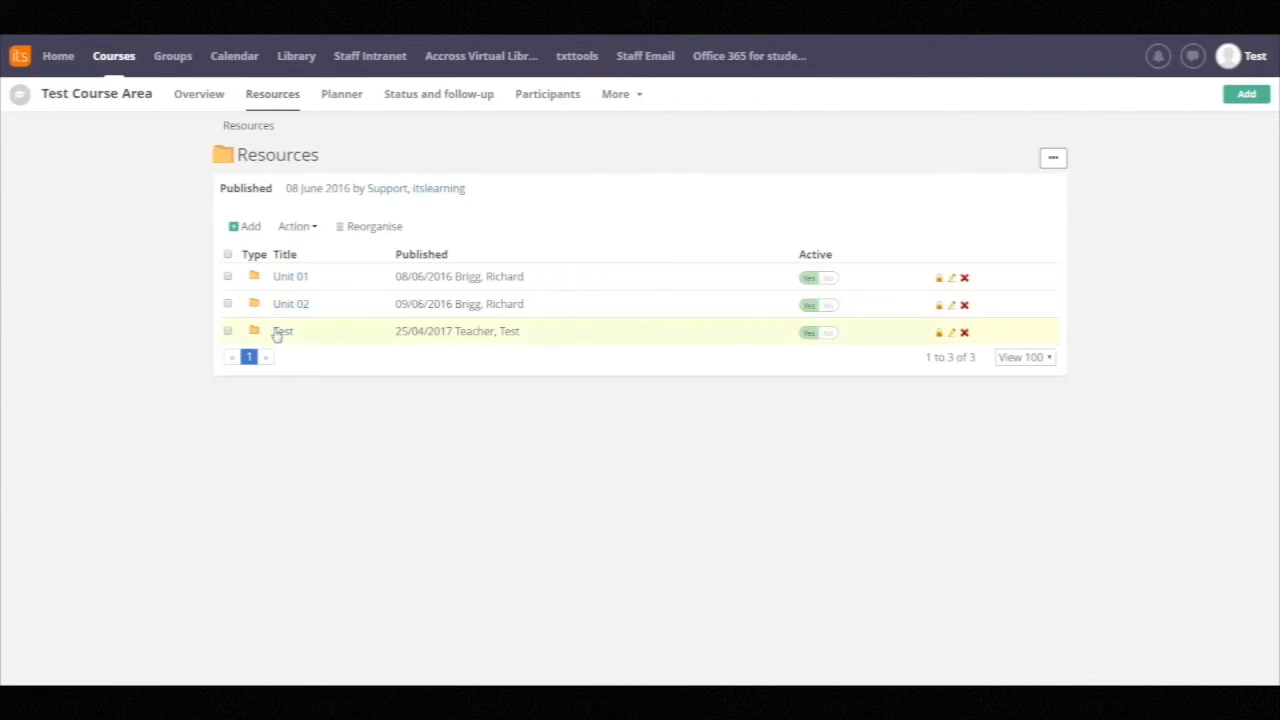 its Home Courses Groups Calendar Library Staff Intranet Accross Virtual Libr... txttools Staff Email Office 365 for stude... Test
Test Course Area Overview Resources Planner Status and follow-up Participants More Add
Resources
Resources
Published 08 June 2016 by Support, itslearning
Add Action Reorganise
Type Title Published Active
Unit 01 08/06/2016 Brigg, Richard Yes No
Unit 02 09/06/2016 Brigg, Richard Yes No
Test 25/04/2017 Teacher, Test Yes No
« 1 » 1 to 3 of 3 View 100